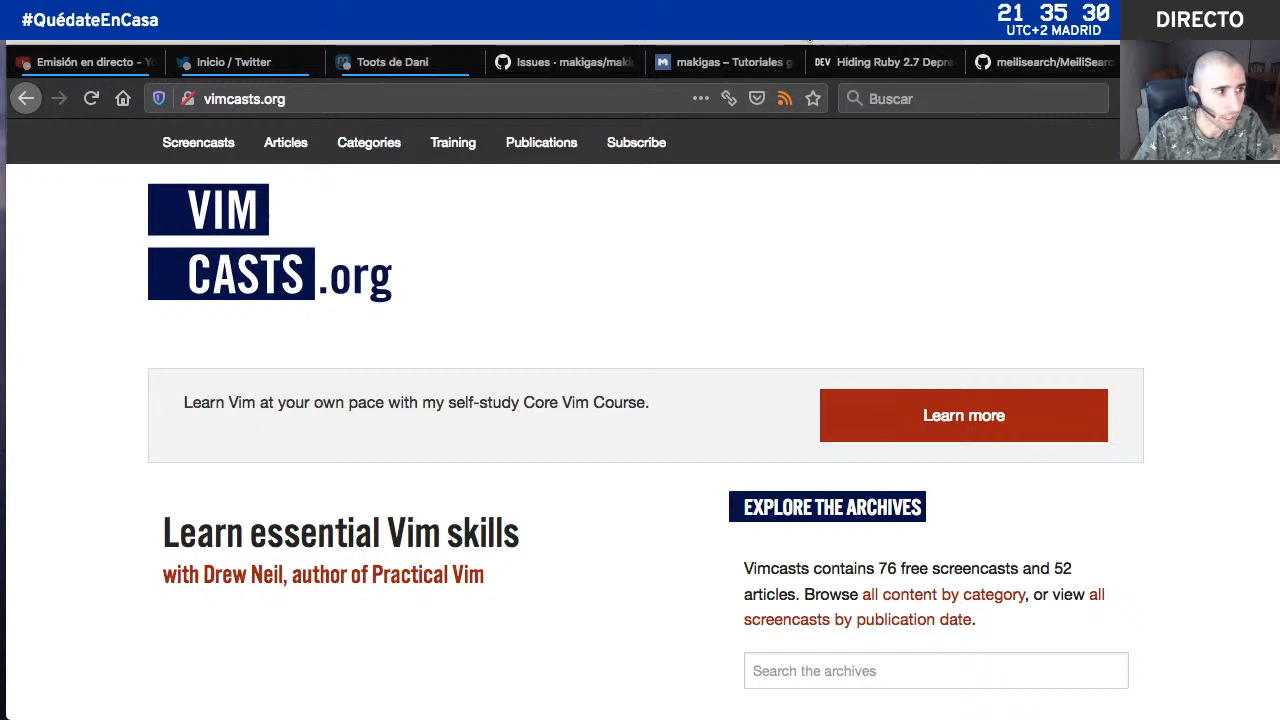 #QuédateEnCasa
21 35 30
UTC+2 MADRID
DIRECTO
Emisión en directo - Yo
Inicio / Twitter
Toots de Dani
Issues · makigas/maki
makigas – Tutoriales g
DEV Hiding Ruby 2.7 Depre
meilisearch/MeiliSearc
vimcasts.org
Buscar
Screencasts Articles Categories Training Publications Subscribe
VIM
CASTS.org
Learn Vim at your own pace with my self-study Core Vim Course.
Learn more
Learn essential Vim skills
with Drew Neil, author of Practical Vim
EXPLORE THE ARCHIVES
Vimcasts contains 76 free screencasts and 52
articles. Browse all content by category, or view all
screencasts by publication date.
Search the archives